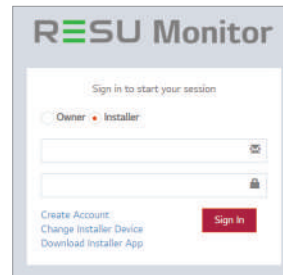 RESU Monitor
Sign in to start your session
Owner Installer
Create Account
Change Installer Device
Download Installer App
Sign In